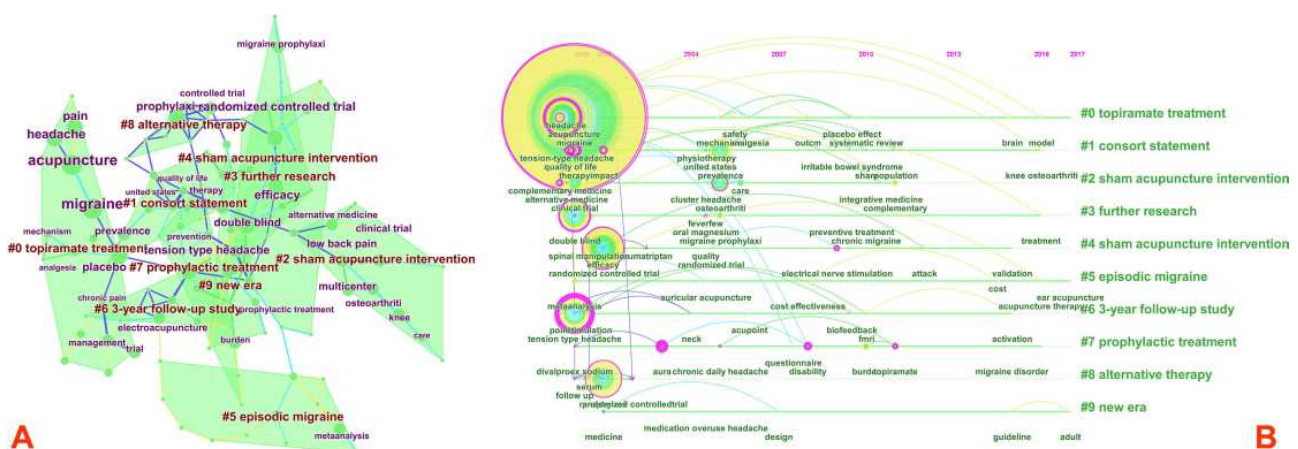 migraine prophylaxi
controlled trial
prophylaxi randomized controlled trial
pain
#8 alternative therapy
headache
#4 sham acupuncture intervention
acupuncture
#3 further research
quality of life
united states
therapy
efficacy
migraine
#1 consort statement
double blind
alternative medicine
clinical trial
mechanism
prevalence
prevention
low back pain
#0 topiramate treatment
tension type headache
#2 sham acupuncture intervention
analgesia
placebo
#7 prophylactic treatment
#9 new era
multicenter
chronic pain
osteoarthriti
#6 3-year follow-up study
prophylactic treatment
knee
electroacupuncture
care
management
trial
burden
#5 episodic migraine
metaanalysis
A
2004 2007 2010 2013 2016 2017
headache
acupuncture
migraine
#0 topiramate treatment
safety
mechanism
analgesia
outcm
placebo effect
systematic review
brain model
#1 consort statement
tension-type headache
quality of life
therapy
impact
physiotherapy
united states
prevalence
care
irritable bowel syndrome
sham
population
knee osteoarthriti
#2 sham acupuncture intervention
complementary medicine
alternative medicine
clinical trial
cluster headache
osteoarthriti
integrative medicine
complementary
#3 further research
feverfew
oral magnesium
migraine prophylaxi
preventive treatment
chronic migraine
treatment
double blind
#4 sham acupuncture intervention
spinal manipulation
sumatriptan
efficacy
randomized controlled trial
quality
randomized trial
electrical nerve stimulation
attack
validation
#5 episodic migraine
cost
metaanalysis
auricular acupuncture
cost effectiveness
ear acupuncture
acupuncture therapy
#6 3-year follow-up study
tension type headache
neck
acupoint
biofeedback
fmri
activation
#7 prophylactic treatment
questionnaire
divalproex sodium
aura
chronic daily headache
disability
burden
topiramate
migraine disorder
#8 alternative therapy
serum
follow up
#9 new era
medication overuse headache
medicine
design
guideline
adult
B